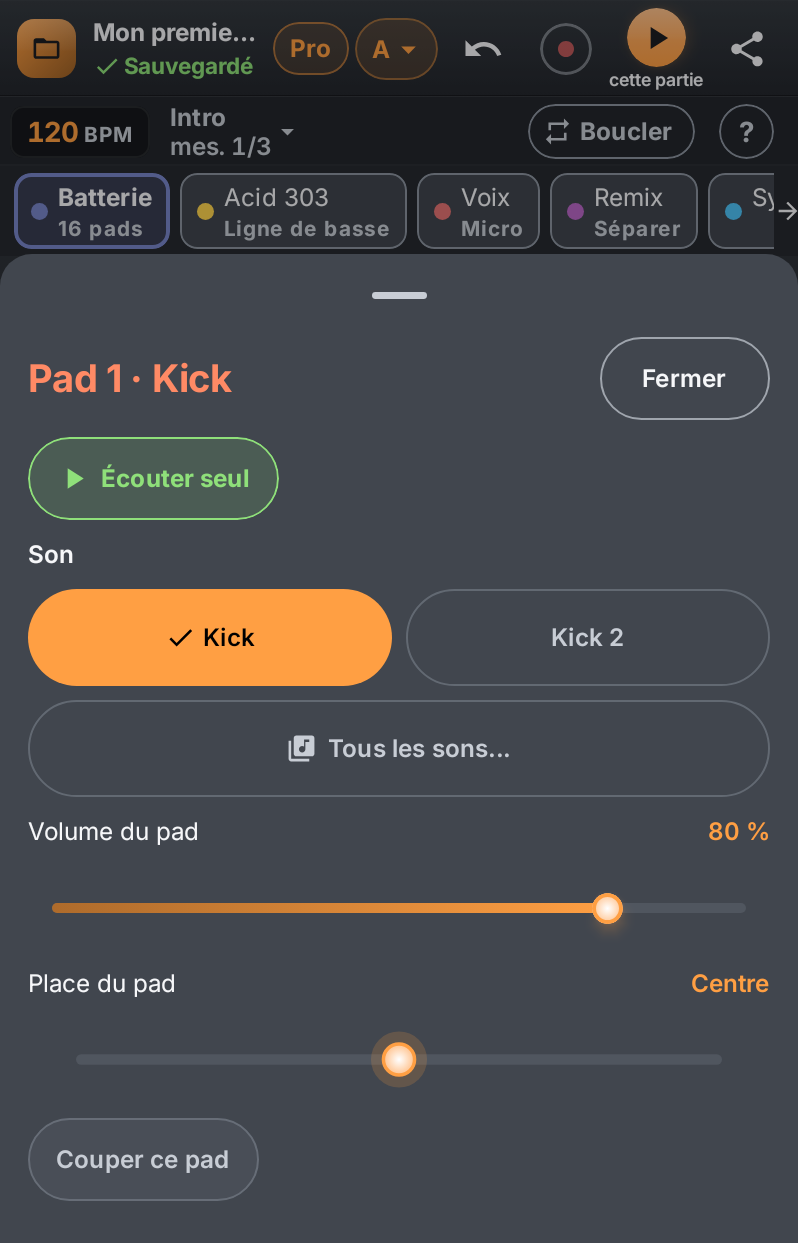 Mon premie...
Sauvegardé
Pro
A
cette partie
120 BPM
Intro
mes. 1/3
Boucler
?
Batterie
16 pads
Acid 303
Ligne de basse
Voix
Micro
Remix
Séparer
Pad 1 · Kick
Fermer
Écouter seul
Son
Kick
Kick 2
Tous les sons...
Volume du pad
80 %
Place du pad
Centre
Couper ce pad